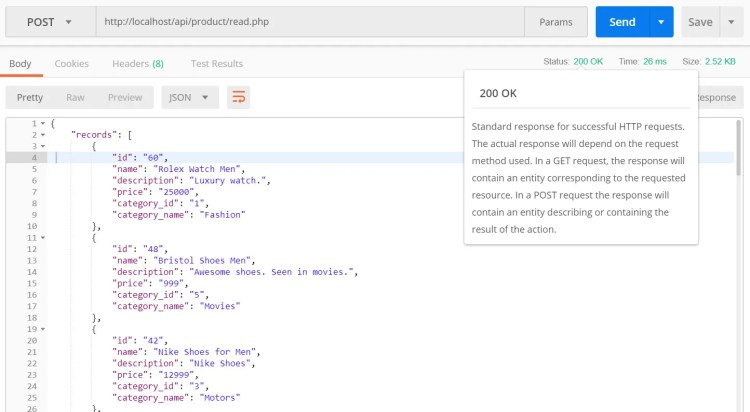 POST http://localhost/api/product/read.php Params Send Save
Body Cookies Headers (8) Test Results Status: 200 OK Time: 26 ms Size: 2.52 KB
Pretty Raw Preview JSON Response
200 OK
Standard response for successful HTTP requests.
The actual response will depend on the request
method used. In a GET request, the response will
contain an entity corresponding to the requested
resource. In a POST request the response will
contain an entity describing or containing the
result of the action.
1 {
2 "records": [
3 {
4 "id": "60",
5 "name": "Rolex Watch Men",
6 "description": "Luxury watch.",
7 "price": "25000",
8 "category_id": "1",
9 "category_name": "Fashion"
10 },
11 {
12 "id": "48",
13 "name": "Bristol Shoes Men",
14 "description": "Awesome shoes. Seen in movies.",
15 "price": "999",
16 "category_id": "5",
17 "category_name": "Movies"
18 },
19 {
20 "id": "42",
21 "name": "Nike Shoes for Men",
22 "description": "Nike Shoes",
23 "price": "12999",
24 "category_id": "3",
25 "category_name": "Motors"
26 },